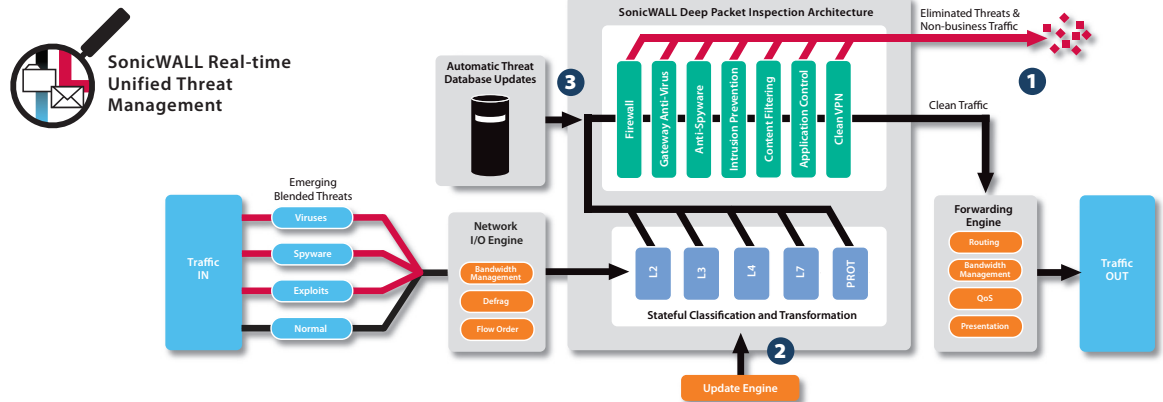 SonicWALL Real-time
Unified Threat
Management
SonicWALL Deep Packet Inspection Architecture
Eliminated Threats &
Non-business Traffic
1
Automatic Threat
Database Updates
3
Firewall
Gateway Anti-Virus
Anti-Spyware
Intrusion Prevention
Content Filtering
Application Control
Clean VPN
Clean Traffic
Emerging
Blended Threats
Traffic
IN
Viruses
Spyware
Exploits
Normal
Network
I/O Engine
Bandwidth
Management
Defrag
Flow Order
L2
L3
L4
L7
PROT
Stateful Classification and Transformation
2
Update Engine
Forwarding
Engine
Routing
Bandwidth
Management
QoS
Presentation
Traffic
OUT